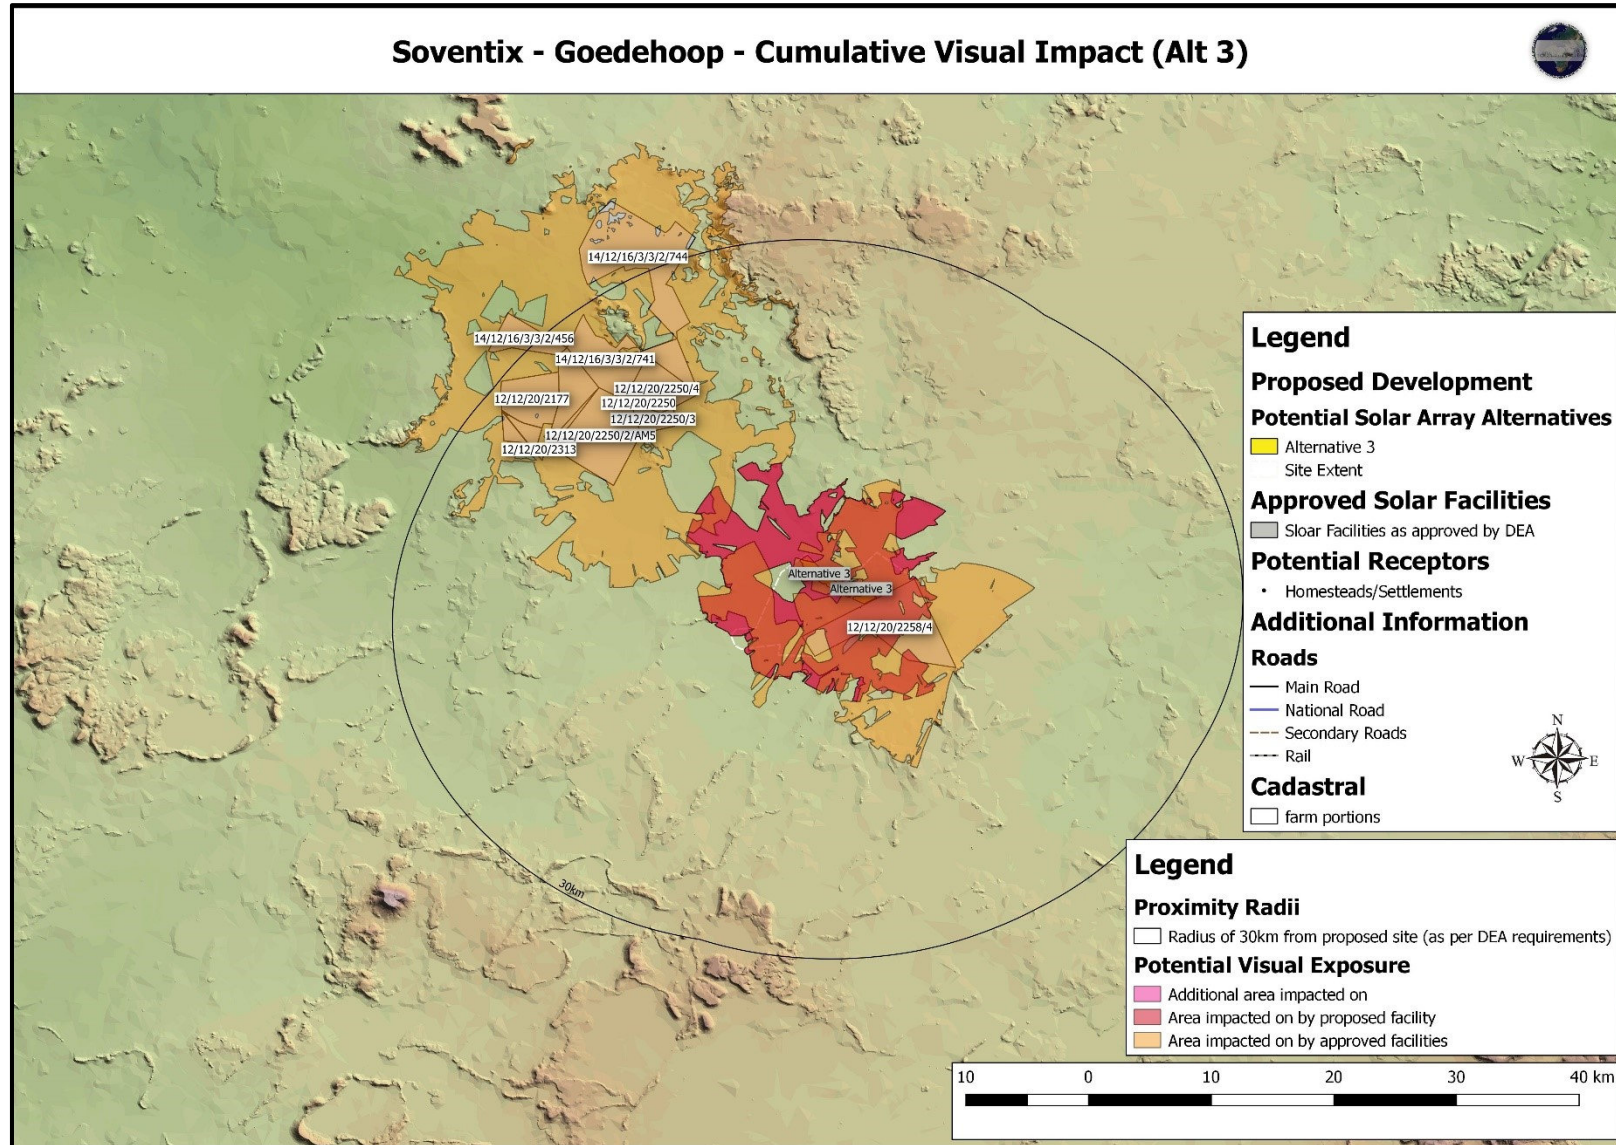 Soventix - Goedehoop - Cumulative Visual Impact (Alt 3)
14/12/16/3/3/2/744
14/12/16/3/3/2/456
14/12/16/3/3/2/741
12/12/20/2250/4
12/12/20/2177
12/12/20/2250
12/12/20/2250/3
12/12/20/2250/2/AM5
12/12/20/2313
Alternative 3
Alternative 3
12/12/20/2258/4
30km
Legend
Proposed Development
Potential Solar Array Alternatives
Alternative 3
Site Extent
Approved Solar Facilities
Sloar Facilities as approved by DEA
Potential Receptors
Homesteads/Settlements
Additional Information
Roads
Main Road
National Road
Secondary Roads
Rail
Cadastral
farm portions
N
W E
S
Legend
Proximity Radii
Radius of 30km from proposed site (as per DEA requirements)
Potential Visual Exposure
Additional area impacted on
Area impacted on by proposed facility
Area impacted on by approved facilities
10 0 10 20 30 40 km